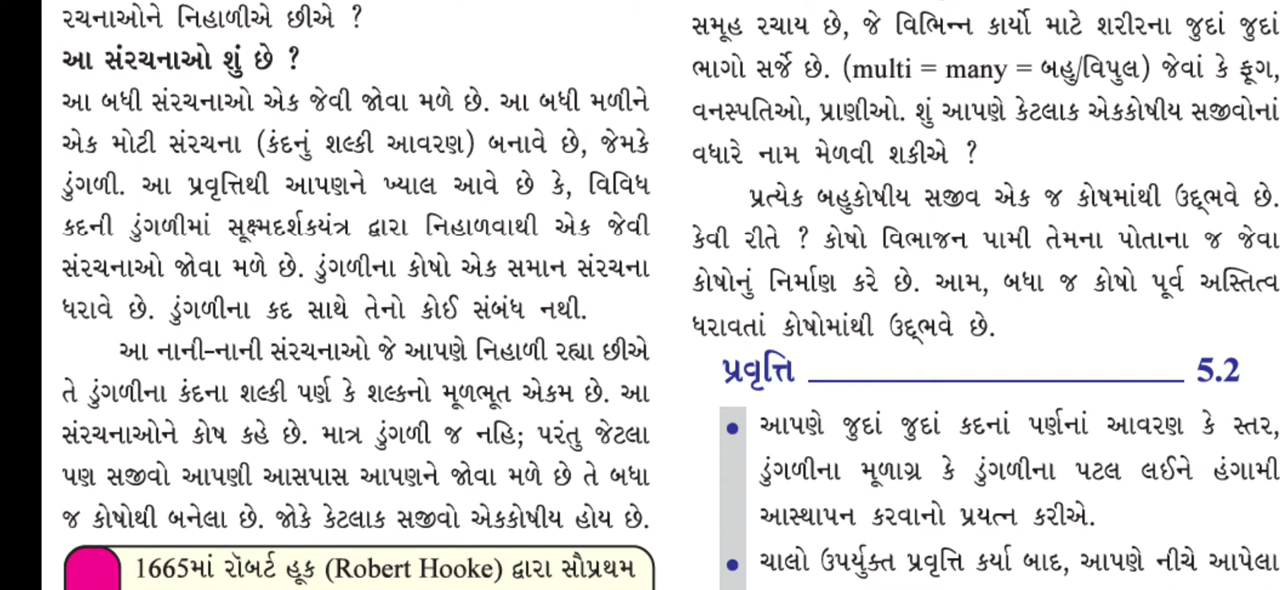 રચનાઓને નિહાળીએ છીએ ?
આ સંરચનાઓ શું છે ?
આ બધી સંરચનાઓ એક જેવી જોવા મળે છે. આ બધી મળીને
એક મોટી સંરચના (કંદનું શલ્કી આવરણ) બનાવે છે, જેમકે
ડુંગળી. આ પ્રવૃત્તિથી આપણને ખ્યાલ આવે છે કે, વિવિધ
કદની ડુંગળીમાં સૂક્ષ્મદર્શકયંત્ર દ્વારા નિહાળવાથી એક જેવી
સંરચનાઓ જોવા મળે છે. ડુંગળીના કોષો એક સમાન સંરચના
ધરાવે છે. ડુંગળીના કદ સાથે તેનો કોઈ સંબંધ નથી.
આ નાની-નાની સંરચનાઓ જે આપણે નિહાળી રહ્યા છીએ
તે ડુંગળીના કંદના શલ્કી પર્ણ કે શલ્કનો મૂળભૂત એકમ છે. આ
સંરચનાઓને કોષ કહે છે. માત્ર ડુંગળી જ નહિ; પરંતુ જેટલા
પણ સજીવો આપણી આસપાસ આપણને જોવા મળે છે તે બધા
જ કોષોથી બનેલા છે. જોકે કેટલાક સજીવો એકકોષીય હોય છે.
1665માં રૉબર્ટ હૂક (Robert Hooke) દ્વારા સૌપ્રથમ
સમૂહ રચાય છે, જે વિભિન્ન કાર્યો માટે શરીરના જુદાં જુદાં
ભાગો સર્જે છે. (multi = many = બહુ/વિપુલ) જેવાં કે ફૂગ,
વનસ્પતિઓ, પ્રાણીઓ. શું આપણે કેટલાક એકકોષીય સજીવોનાં
વધારે નામ મેળવી શકીએ ?
પ્રત્યેક બહુકોષીય સજીવ એક જ કોષમાંથી ઉદ્ભવે છે.
કેવી રીતે ? કોષો વિભાજન પામી તેમના પોતાના જ જેવા
કોષોનું નિર્માણ કરે છે. આમ, બધા જ કોષો પૂર્વ અસ્તિત્વ
ધરાવતાં કોષોમાંથી ઉદ્ભવે છે.
પ્રવૃત્તિ 5.2
• આપણે જુદાં જુદાં કદનાં પર્ણનાં આવરણ કે સ્તર,
ડુંગળીના મૂળાગ્ર કે ડુંગળીના પટલ લઈને હંગામી
આસ્થાપન કરવાનો પ્રયત્ન કરીએ.
• ચાલો ઉપર્યુક્ત પ્રવૃત્તિ કર્યા બાદ, આપણે નીચે આપેલા